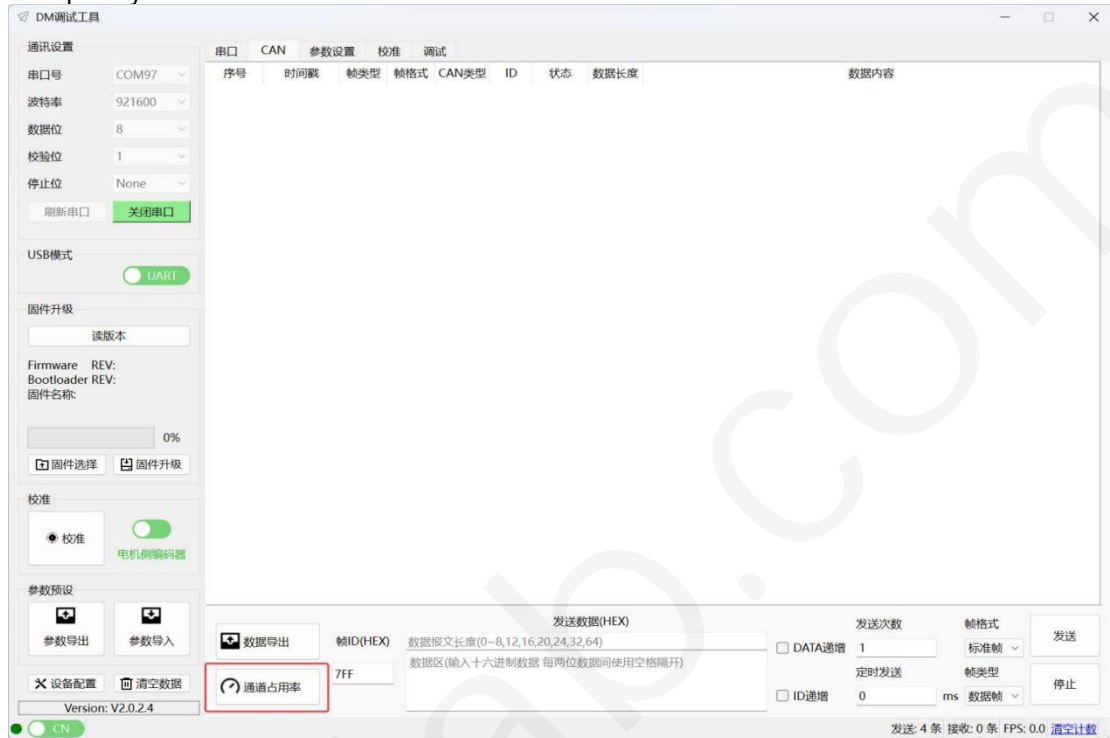 DM调试工具
通讯设置
串口号 COM97
波特率 921600
数据位 8
校验位 1
停止位 None
刷新串口 关闭串口
USB模式
UART
固件升级
读版本
Firmware REV:
Bootloader REV:
固件名称:
0%
固件选择 固件升级
校准
校准
电机侧编码器
参数预设
参数导出 参数导入
设备配置 清空数据
Version: V2.0.2.4
CN
串口 CAN 参数设置 校准 调试
序号 时间戳 帧类型 帧格式 CAN类型 ID 状态 数据长度 数据内容
发送数据(HEX)
数据导出 帧ID(HEX) 数据报文长度(0~8,12,16,20,24,32,64)
7FF 数据区(输入十六进制数据 每两位数据间使用空格隔开)
通道占用率
DATA递增 发送次数 1 帧格式 标准帧 发送
ID递增 定时发送 0 ms 帧类型 数据帧 停止
发送: 4 条 接收: 0 条 FPS: 0.0 清空计数